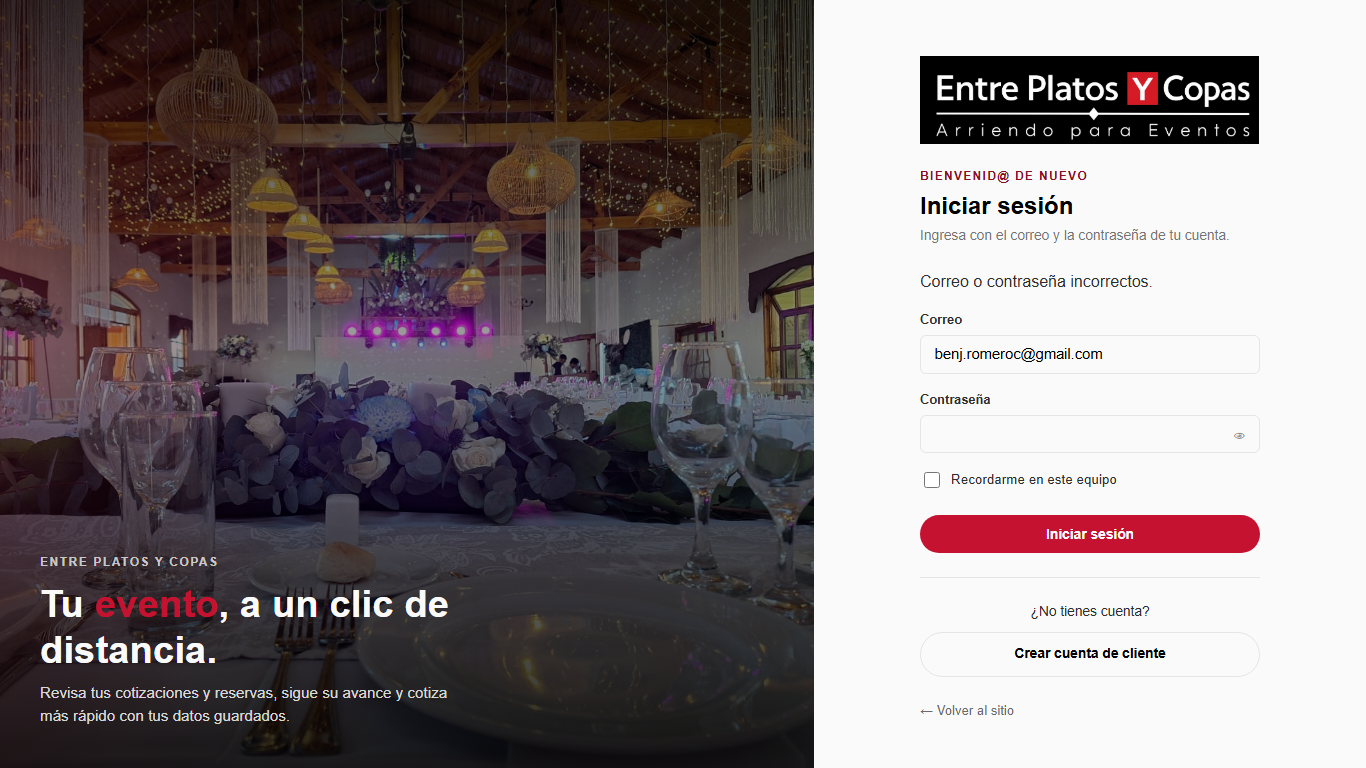 ENTRE PLATOS Y COPAS
Tu evento, a un clic de
distancia.
Revisa tus cotizaciones y reservas, sigue su avance y cotiza
más rápido con tus datos guardados.
Entre Platos Y Copas
Arriendo para Eventos
BIENVENID@ DE NUEVO
Iniciar sesión
Ingresa con el correo y la contraseña de tu cuenta.
Correo o contraseña incorrectos.
Correo
benj.romeroc@gmail.com
Contraseña
Recordarme en este equipo
Iniciar sesión
¿No tienes cuenta?
Crear cuenta de cliente
← Volver al sitio